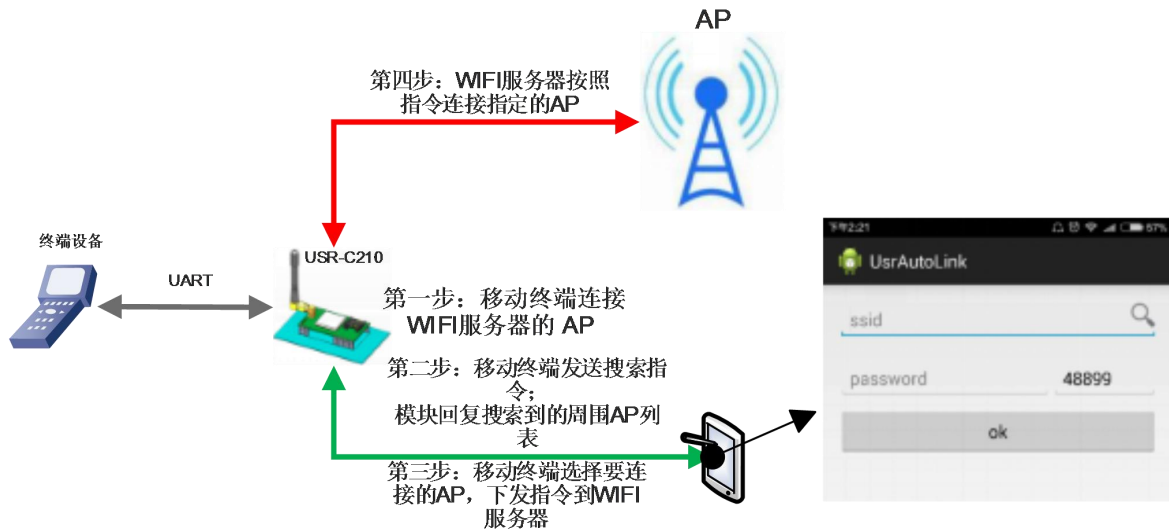 AP
第四步：WIFI服务器按照
指令连接指定的AP
终端设备
UART
USR-C210
第一步：移动终端连接
WIFI服务器的 AP
第二步：移动终端发送搜索指
令；
模块回复搜索到的周围AP列
表
第三步：移动终端选择要连
接的AP，下发指令到WIFI
服务器
下午2:21
57%
UsrAutoLink
ssid
password
48899
ok